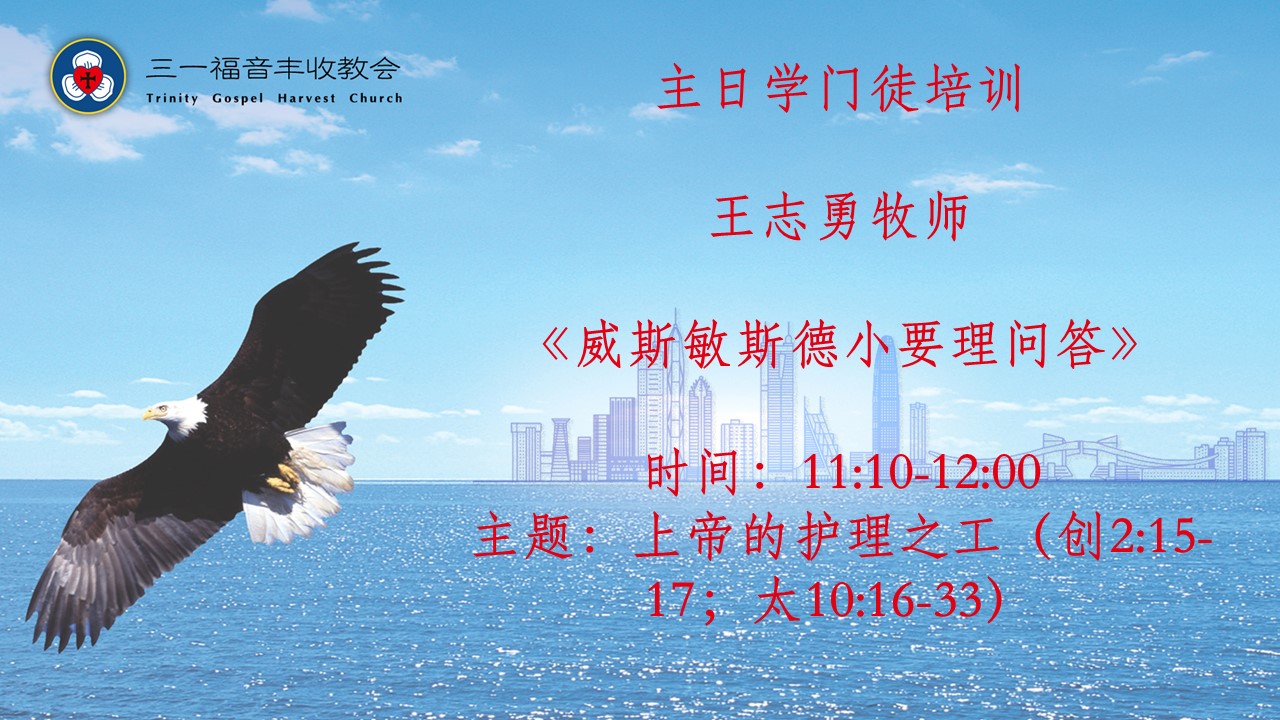 三一福音丰收教会
Trinity Gospel Harvest Church
主日学门徒培训
王志勇牧师
《威斯敏斯德小要理问答》
时间：11:10-12:00
主题：上帝的护理之工（创2:15-
17；太10:16-33）